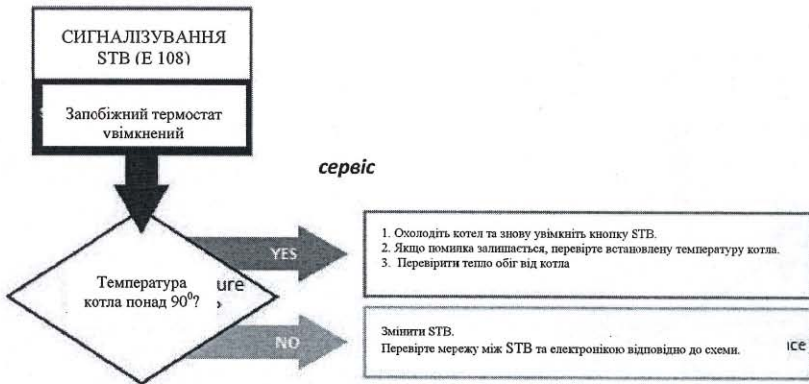 СИГНАЛІЗУВАННЯ
STB (E 108)
Запобіжний термостат
увімкнений
сервіс
YES
1. Охолодіть котел та знову увімкніть кнопку STB.
2. Якщо помилка залишається, перевірте встановлену температуру котла.
3. Перевірити тепло обіг від котла
Температура
котла понад 90⁰?
ure
NO
Змінити STB.
Перевірте мережу між STB та електронікою відповідно до схеми.
ice